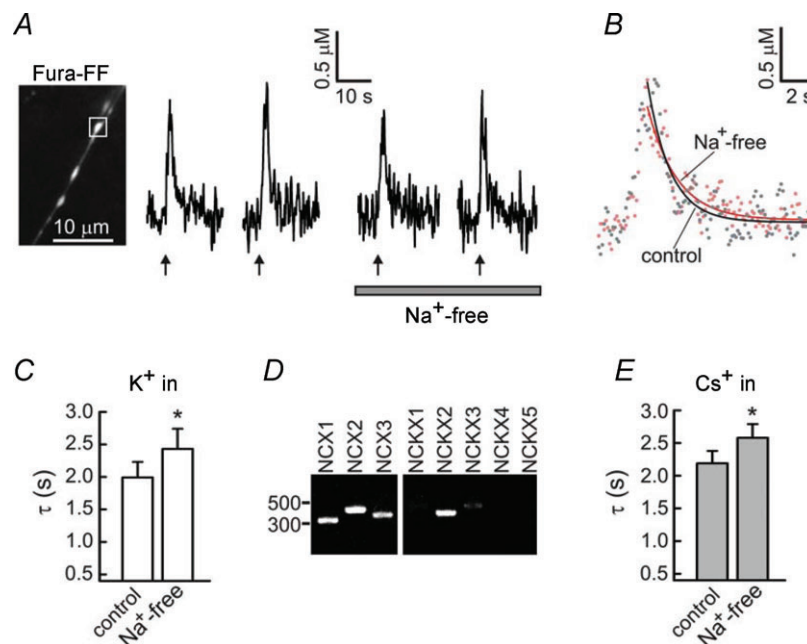 A
Fura-FF
10 μm
0.5 μM
10 s
Na+-free
B
0.5 μM
2 s
Na+-free
control
C
K+ in
τ (s)
3.0
2.5
2.0
1.5
1.0
0.5
*
control
Na+-free
D
NCX1
NCX2
NCX3
NCKX1
NCKX2
NCKX3
NCKX4
NCKX5
500
300
E
Cs+ in
τ (s)
3.0
2.5
2.0
1.5
1.0
0.5
*
control
Na+-free